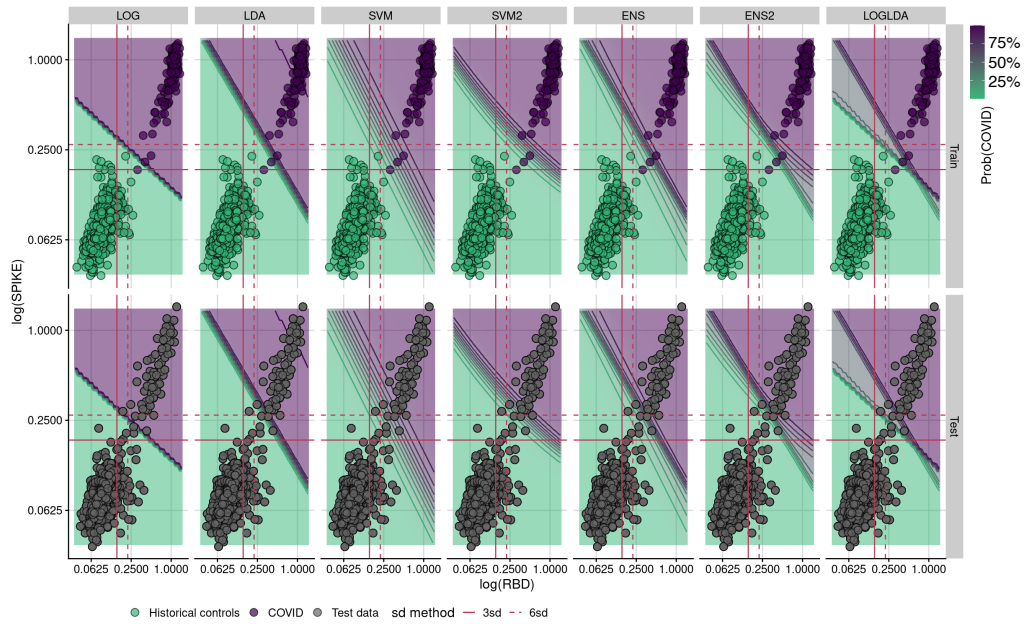 LOG LDA SVM SVM2 ENS ENS2 LOGLDA
75%
50%
25%
Prob(COVID)
1.0000
0.2500
0.0625
Train
log(SPIKE)
1.0000
0.2500
0.0625
Test
0.0625 0.2500 1.0000 0.0625 0.2500 1.0000 0.0625 0.2500 1.0000 0.0625 0.2500 1.0000 0.0625 0.2500 1.0000 0.0625 0.2500 1.0000 0.0625 0.2500 1.0000
log(RBD)
Historical controls COVID Test data sd method 3sd 6sd